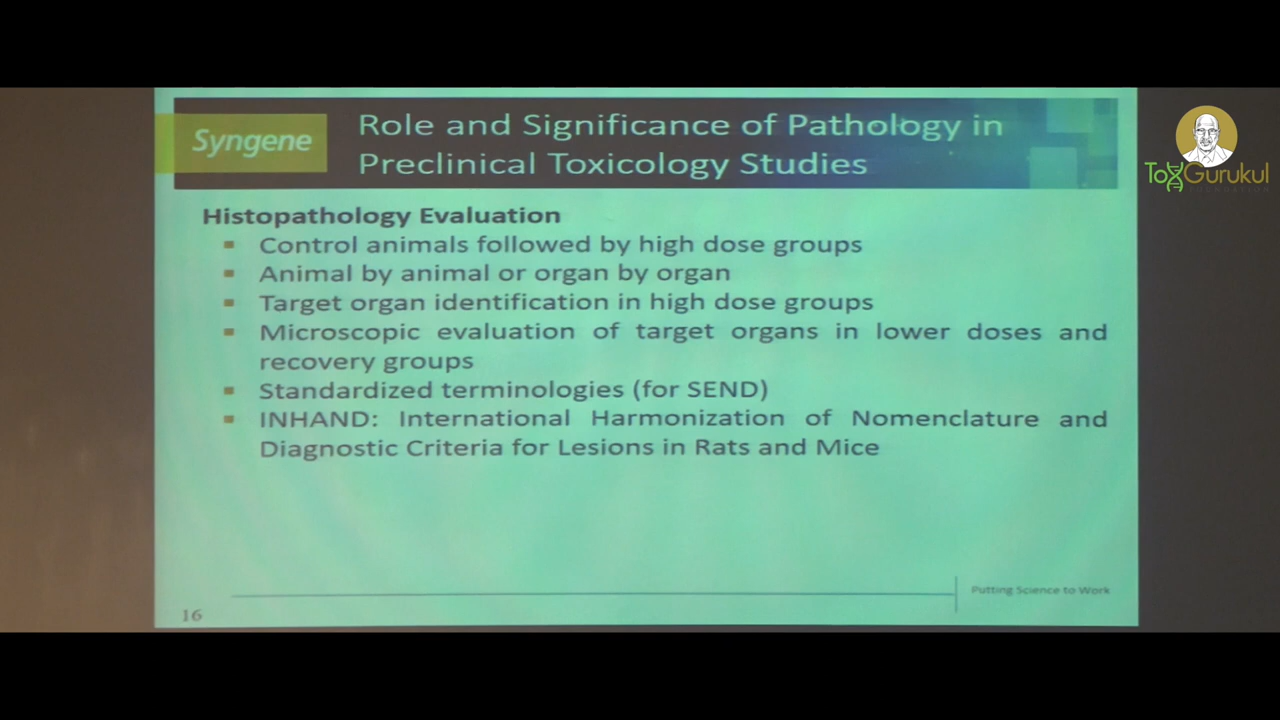 Syngene
Role and Significance of Pathology in
Preclinical Toxicology Studies
ToxGurukul
FOUNDATION
Histopathology Evaluation
▪ Control animals followed by high dose groups
▪ Animal by animal or organ by organ
▪ Target organ identification in high dose groups
▪ Microscopic evaluation of target organs in lower doses and
recovery groups
▪ Standardized terminologies (for SEND)
▪ INHAND: International Harmonization of Nomenclature and
Diagnostic Criteria for Lesions in Rats and Mice
Putting Science to Work
16